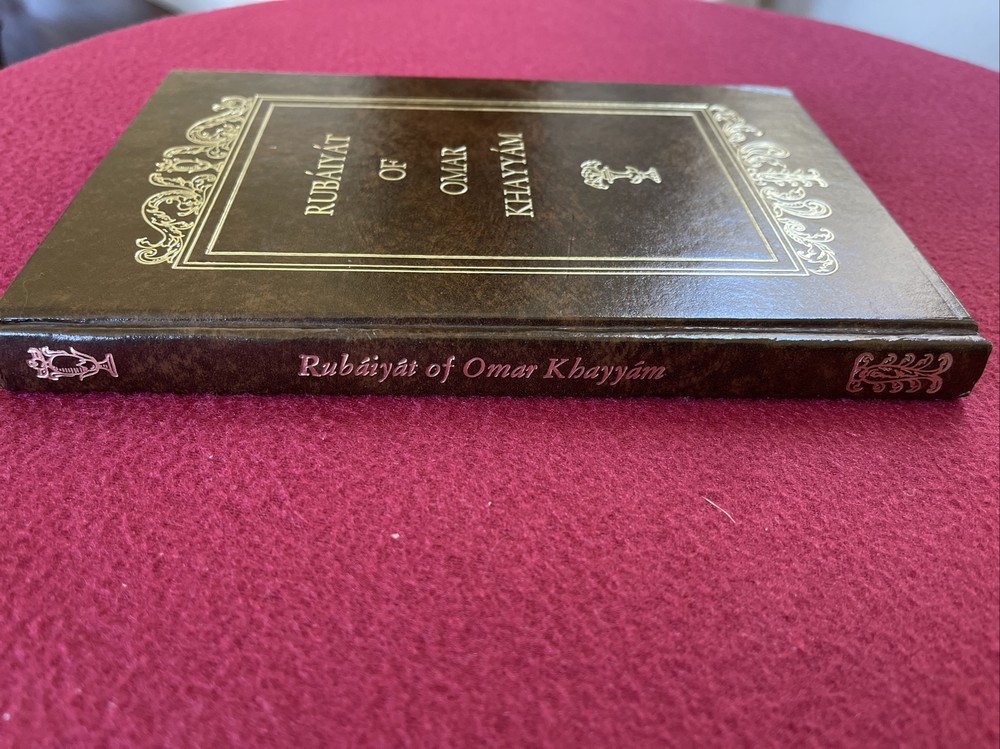 RUBÁIYÁT
OF
OMAR
KHAYYÁM
Rubáiyát of Omar Khayyám